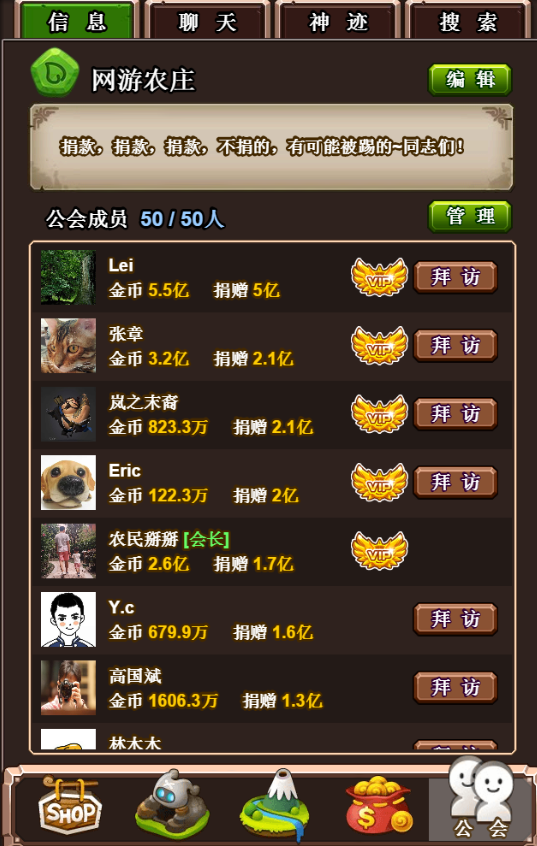 信息 聊天 神迹 搜索
网游农庄 编辑
捐款，捐款，捐款，不捐的，有可能被踢的~同志们！
公会成员 50 / 50人 管理
Lei
金币 5.5亿 捐赠 5亿 VIP 拜访
张章
金币 3.2亿 捐赠 2.1亿 VIP 拜访
岚之末裔
金币 823.3万 捐赠 2.1亿 VIP 拜访
Eric
金币 122.3万 捐赠 2亿 VIP 拜访
农民掰掰 [会长]
金币 2.6亿 捐赠 1.7亿 VIP
Y.c
金币 679.9万 捐赠 1.6亿 拜访
高国斌
金币 1606.3万 捐赠 1.3亿 拜访
SHOP $ 公会